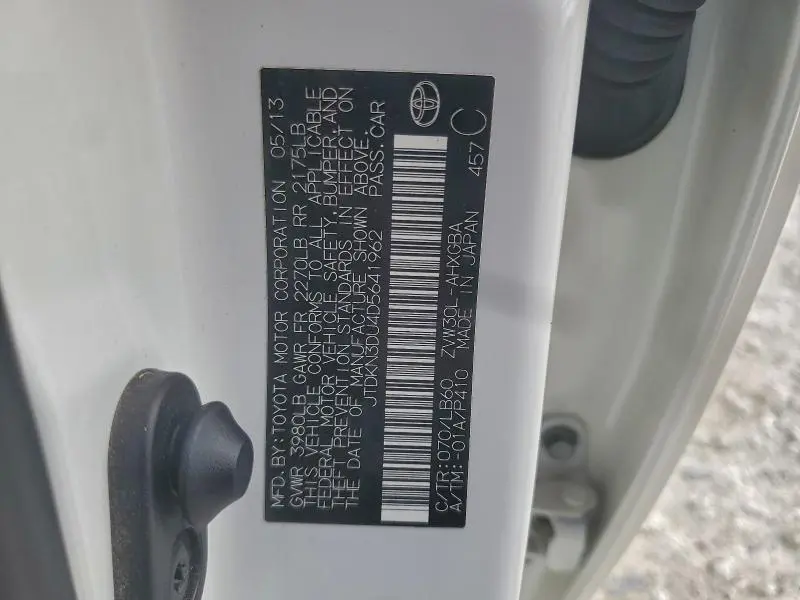 MFD. BY: TOYOTA MOTOR CORPORATION 05/13
GVWR 3980LB GAWR FR 2270LB RR 2175LB
THIS VEHICLE CONFORMS TO ALL APPLICABLE
FEDERAL MOTOR VEHICLE SAFETY, BUMPER, AND
THEFT PREVENTION STANDARDS IN EFFECT ON
THE DATE OF MANUFACTURE SHOWN ABOVE.
JTDKN3DU4D5641962 PASS. CAR
C/TR: 070/LB60 ZVW30L-AHXGBA 457 C
A/TM: -01A/P410 MADE IN JAPAN